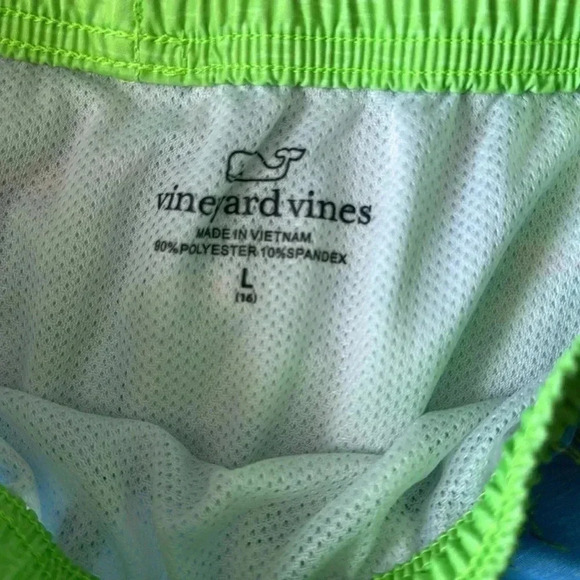 vineyard vines
MADE IN VIETNAM
90%POLYESTER 10%SPANDEX
L
(16)